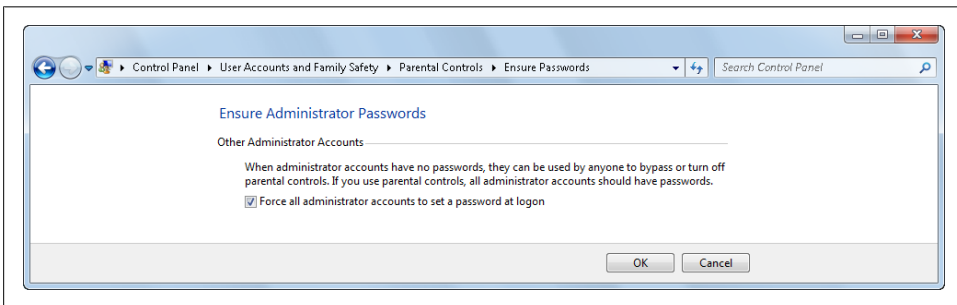 Control Panel ▸ User Accounts and Family Safety ▸ Parental Controls ▸ Ensure Passwords
Search Control Panel
Ensure Administrator Passwords
Other Administrator Accounts
When administrator accounts have no passwords, they can be used by anyone to bypass or turn off
parental controls. If you use parental controls, all administrator accounts should have passwords.
Force all administrator accounts to set a password at logon
OK
Cancel